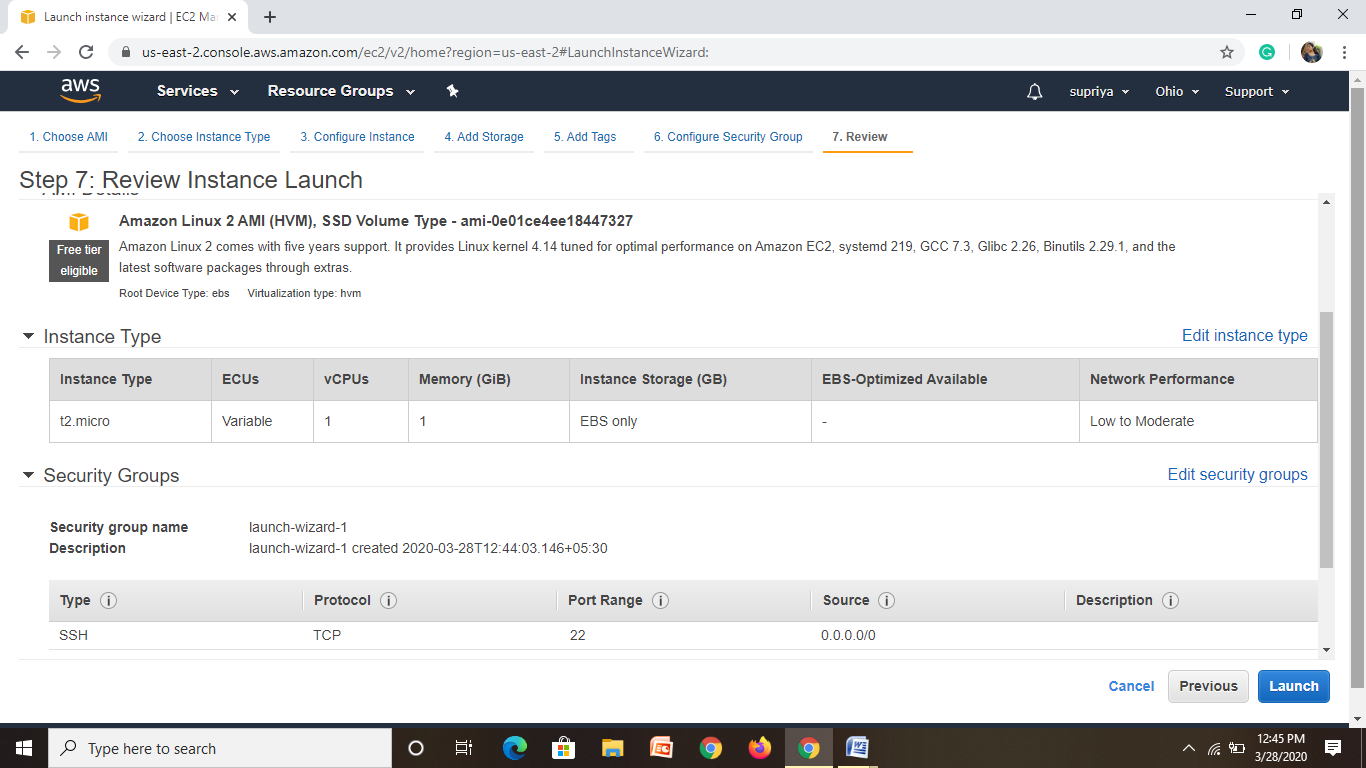 Launch instance wizard | EC2 Ma
us-east-2.console.aws.amazon.com/ec2/v2/home?region=us-east-2#LaunchInstanceWizard:
aws Services Resource Groups supriya Ohio Support
1. Choose AMI 2. Choose Instance Type 3. Configure Instance 4. Add Storage 5. Add Tags 6. Configure Security Group 7. Review
Step 7: Review Instance Launch
AMI Details
Amazon Linux 2 AMI (HVM), SSD Volume Type - ami-0e01ce4ee18447327
Free tier
eligible
Amazon Linux 2 comes with five years support. It provides Linux kernel 4.14 tuned for optimal performance on Amazon EC2, systemd 219, GCC 7.3, Glibc 2.26, Binutils 2.29.1, and the
latest software packages through extras.
Root Device Type: ebs Virtualization type: hvm
Instance Type Edit instance type
Instance Type ECUs vCPUs Memory (GiB) Instance Storage (GB) EBS-Optimized Available Network Performance
t2.micro Variable 1 1 EBS only - Low to Moderate
Security Groups Edit security groups
Security group name launch-wizard-1
Description launch-wizard-1 created 2020-03-28T12:44:03.146+05:30
Type Protocol Port Range Source Description
SSH TCP 22 0.0.0.0/0
Cancel Previous Launch
Type here to search
12:45 PM
3/28/2020